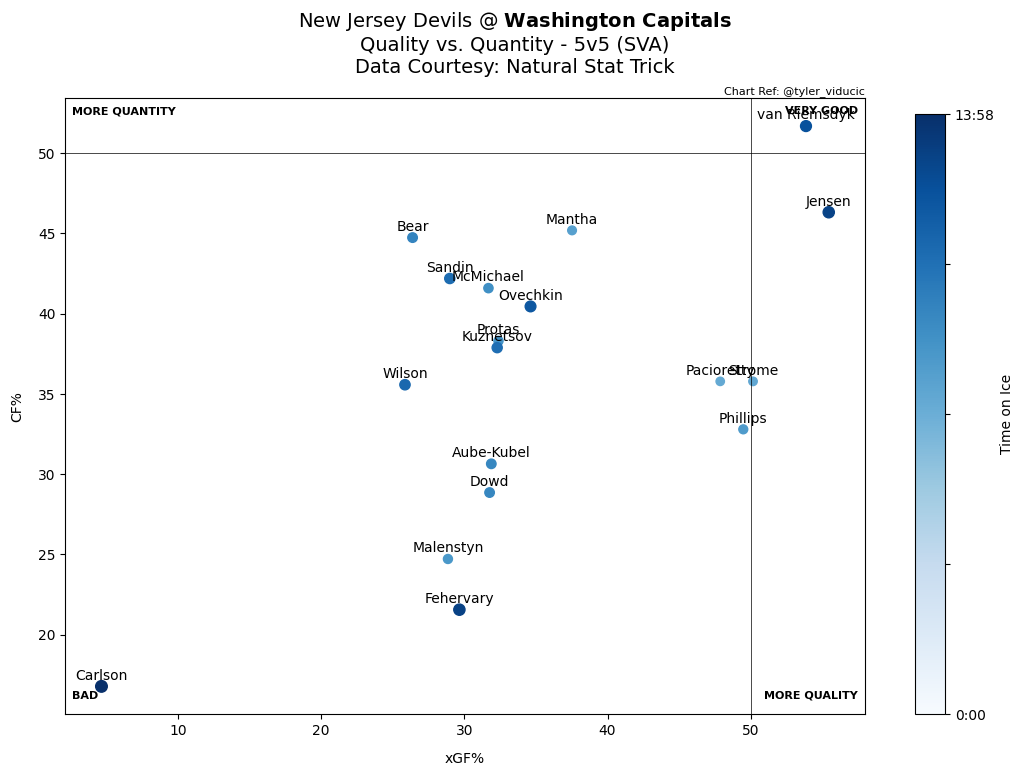 New Jersey Devils @ Washington Capitals
Quality vs. Quantity - 5v5 (SVA)
Data Courtesy: Natural Stat Trick
Chart Ref: @tyler_viducic
MORE QUANTITY
VERY GOOD
van Riemsdyk
13:58
50
Jensen
45
Mantha
Bear
Sandin
McMichael
Ovechkin
40
Protas
Kuznetsov
Wilson
Pacioretty
Strome
35
Phillips
CF%
Time on Ice
Aube-Kubel
30
Dowd
Malenstyn
25
Fehervary
20
Carlson
BAD
MORE QUALITY
0:00
10
20
30
40
50
xGF%